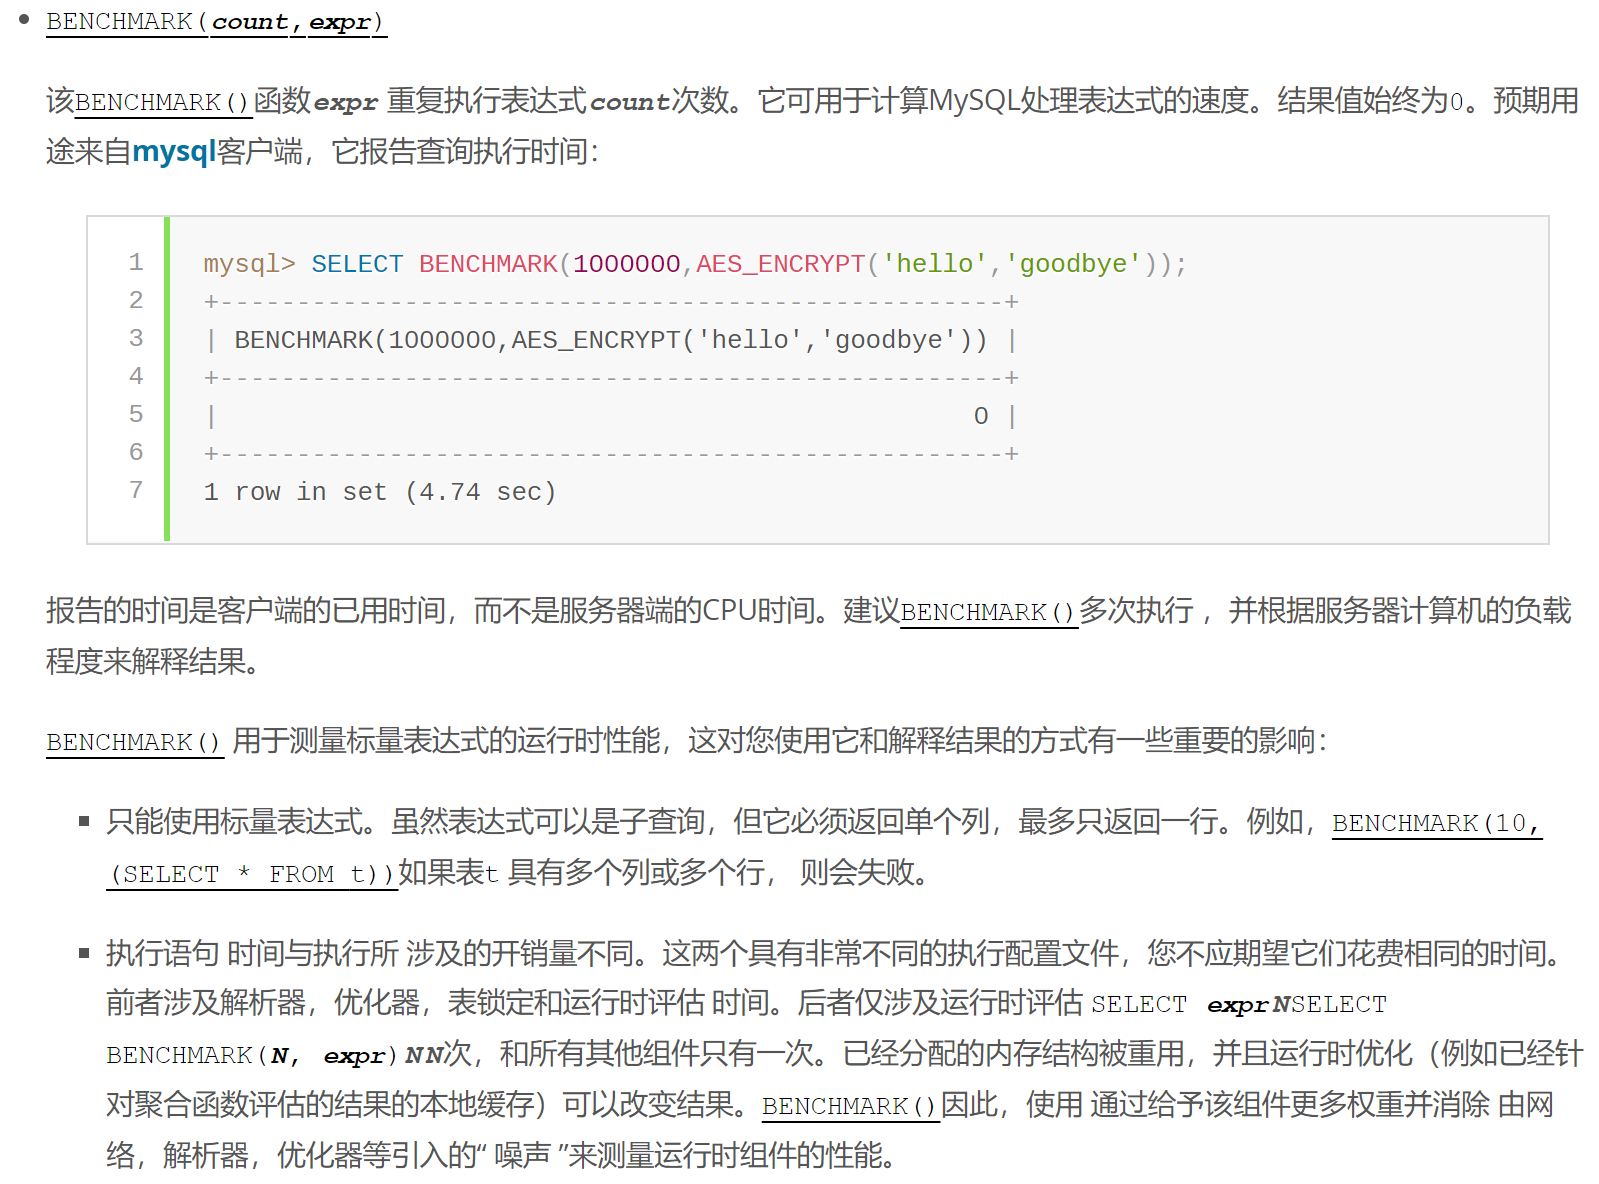 BENCHMARK(count,expr)
该BENCHMARK()函数expr 重复执行表达式count次数。它可用于计算MySQL处理表达式的速度。结果值始终为0。预期用
途来自mysql客户端，它报告查询执行时间：
1 mysql> SELECT BENCHMARK(1000000,AES_ENCRYPT('hello','goodbye'));
2 +---------------------------------------------------+
3 | BENCHMARK(1000000,AES_ENCRYPT('hello','goodbye')) |
4 +---------------------------------------------------+
5 |                                                 0 |
6 +---------------------------------------------------+
7 1 row in set (4.74 sec)
报告的时间是客户端的已用时间，而不是服务器端的CPU时间。建议BENCHMARK()多次执行 ，并根据服务器计算机的负载
程度来解释结果。
BENCHMARK() 用于测量标量表达式的运行时性能，这对您使用它和解释结果的方式有一些重要的影响：
只能使用标量表达式。虽然表达式可以是子查询，但它必须返回单个列，最多只返回一行。例如，BENCHMARK(10,
(SELECT * FROM t))如果表t 具有多个列或多个行， 则会失败。
执行语句 时间与执行所 涉及的开销量不同。这两个具有非常不同的执行配置文件，您不应期望它们花费相同的时间。
前者涉及解析器，优化器，表锁定和运行时评估 时间。后者仅涉及运行时评估 SELECT exprNSELECT
BENCHMARK(N, expr)NN次，和所有其他组件只有一次。已经分配的内存结构被重用，并且运行时优化（例如已经针
对聚合函数评估的结果的本地缓存）可以改变结果。BENCHMARK()因此，使用 通过给予该组件更多权重并消除 由网
络，解析器，优化器等引入的“ 噪声 ”来测量运行时组件的性能。